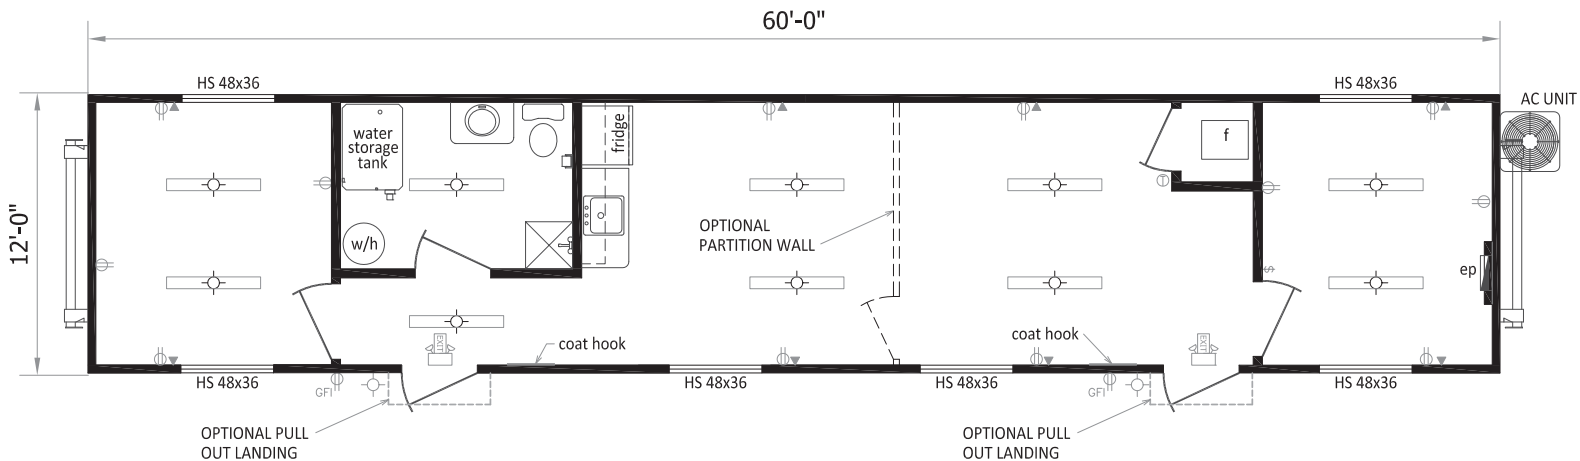 60'-0"
HS 48x36
HS 48x36
AC UNIT
12'-0"
water
storage
tank
fridge
f
T
w/h
OPTIONAL
PARTITION WALL
S
ep
EXIT
EXIT
coat hook
coat hook
HS 48x36
HS 48x36
HS 48x36
HS 48x36
GFI
GFI
OPTIONAL PULL
OUT LANDING
OPTIONAL PULL
OUT LANDING